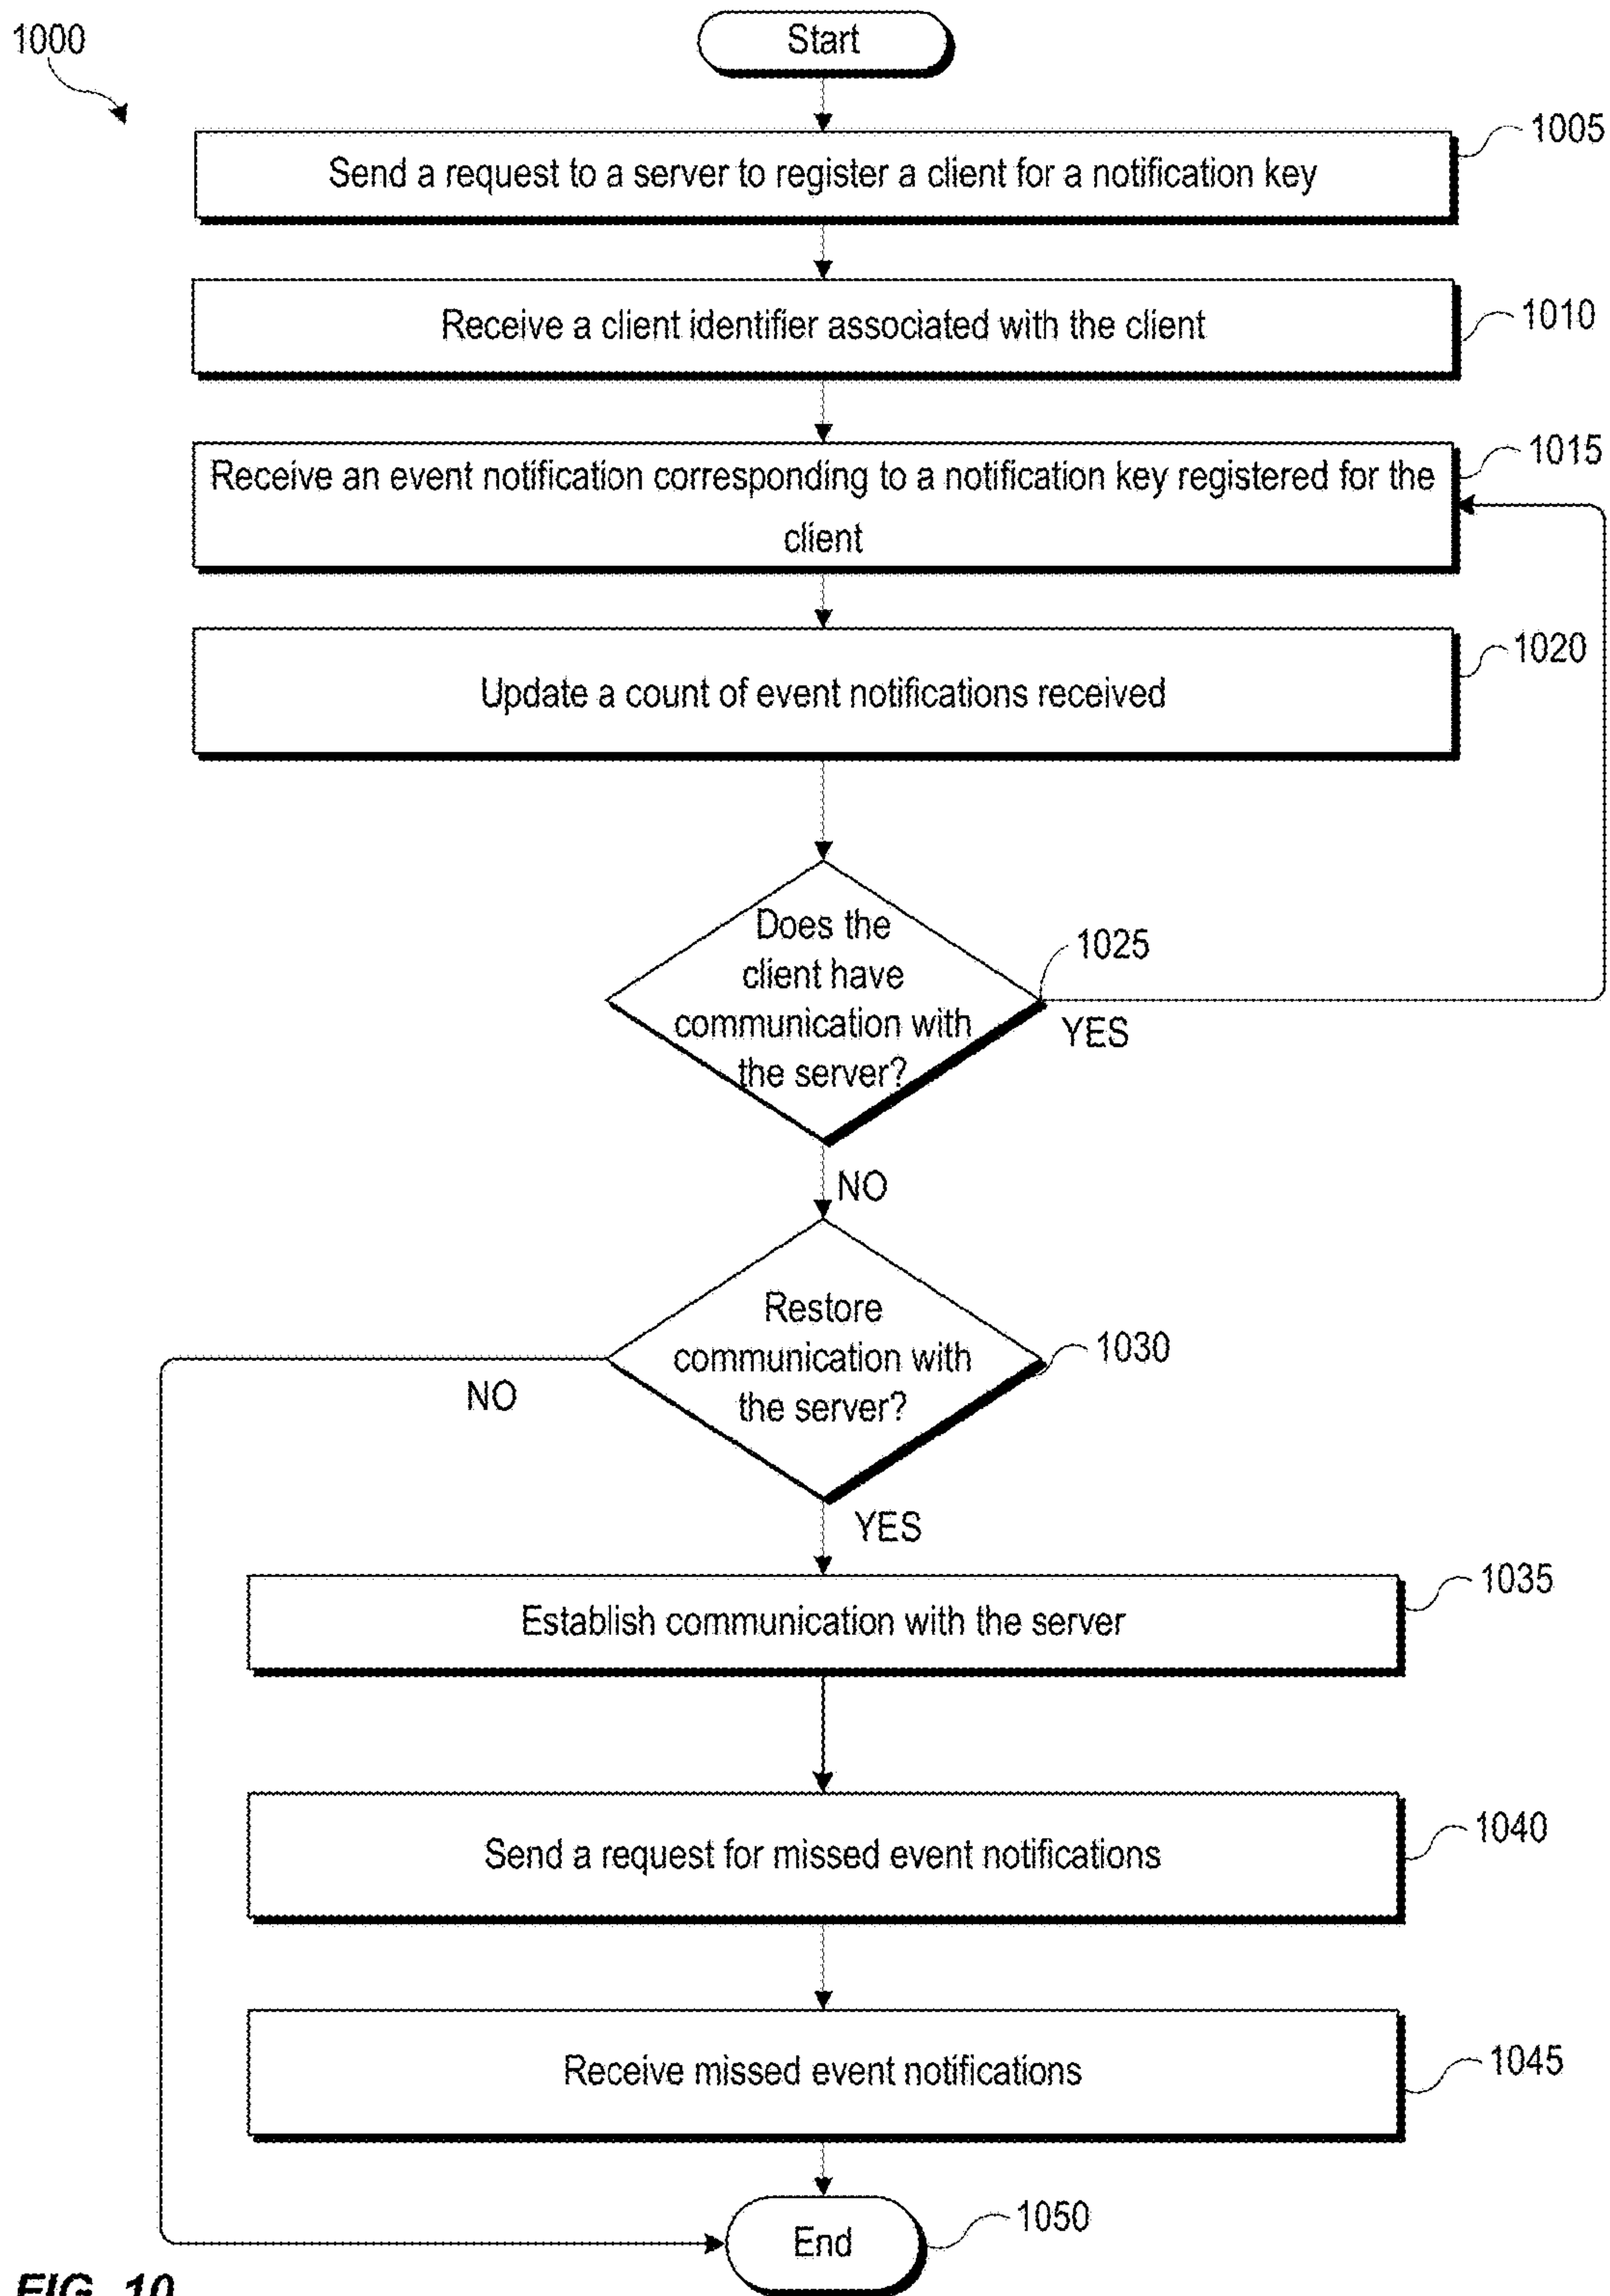 1000
Start
1005
Send a request to a server to register a client for a notification key
1010
Receive a client identifier associated with the client
1015
Receive an event notification corresponding to a notification key registered for the
client
1020
Update a count of event notifications received
Does the
client have
communication with
the server?
1025
YES
NO
Restore
communication with
the server?
1030
NO
YES
1035
Establish communication with the server
1040
Send a request for missed event notifications
1045
Receive missed event notifications
End
1050
FIG. 10